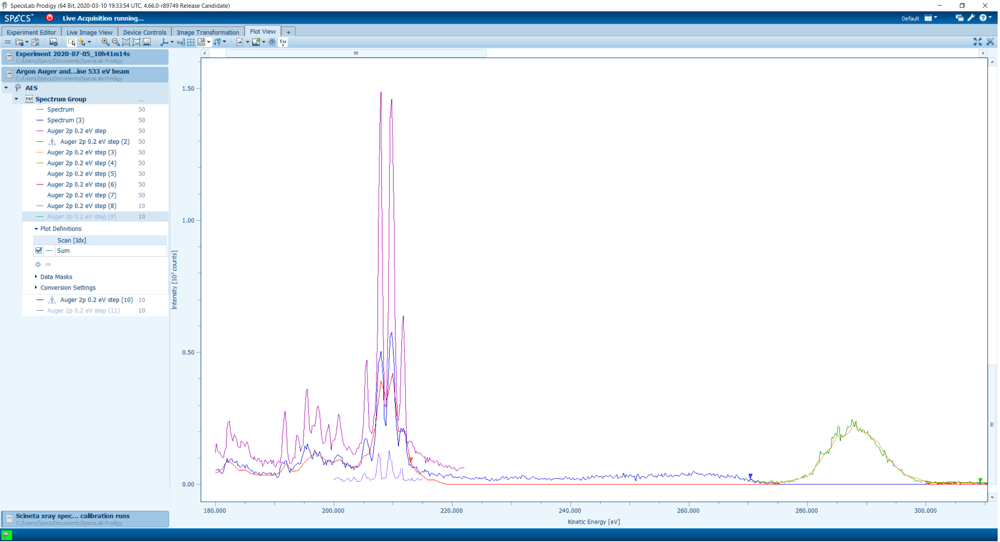 SpecsLab Prodigy (64 Bit, 2020-03-10 19:33:54 UTC, 4.66.0-r89749 Release Candidate)
SPECS™ Live Acquisition running... Default
Experiment Editor Live Image View Device Controls Image Transformation Plot View +
log 12 Cu
Experiment 2020-07-05_10h41m14s
C:/Users/Specs/Documents/SpecsLab Prodigy
Argon Auger and...ine 533 eV beam
C:/Users/Specs/Documents/SpecsLab Prodigy
AES
FAT Spectrum Group ...
Spectrum 50
Spectrum (3) 50
Auger 2p 0.2 eV step 50
Auger 2p 0.2 eV step (2) 50
Auger 2p 0.2 eV step (3) 50
Auger 2p 0.2 eV step (4) 50
Auger 2p 0.2 eV step (5) 50
Auger 2p 0.2 eV step (6) 50
Auger 2p 0.2 eV step (7) 50
Auger 2p 0.2 eV step (8) 10
Auger 2p 0.2 eV step (9) 10
Plot Definitions
Scan [Idx]
Sum
Data Masks
Conversion Settings
Auger 2p 0.2 eV step (10) 10
Auger 2p 0.2 eV step (11) 10
Scineta xray spec... calibration runs
C:/Users/Specs/Documents/SpecsLab Prodigy
Intensity [10³ counts]
1.50
1.00
0.50
0.00
180.000 200.000 220.000 240.000 260.000 280.000 300.000
Kinetic Energy [eV]